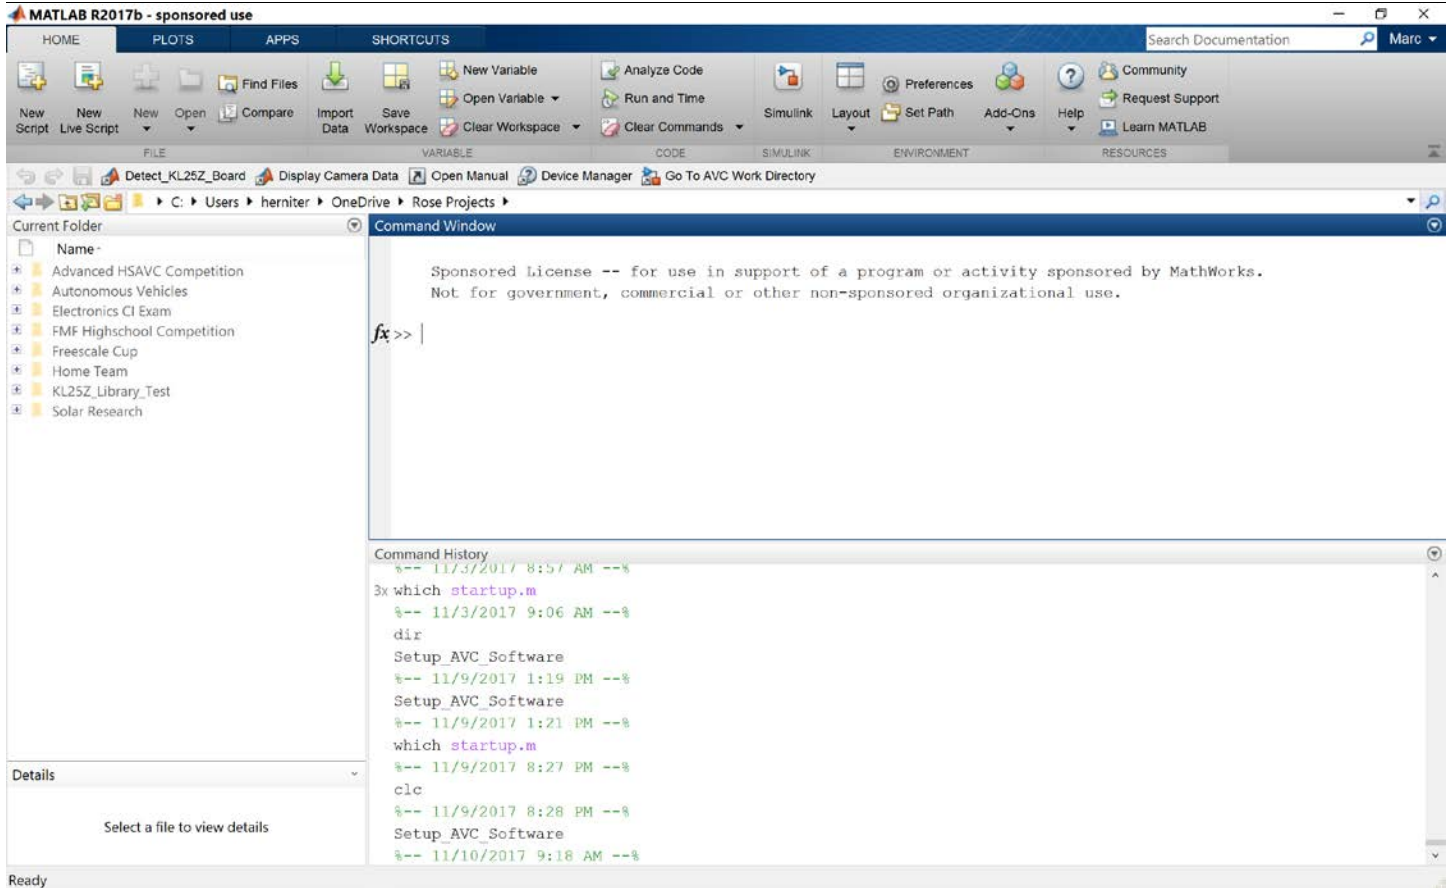 MATLAB R2017b - sponsored use
HOME PLOTS APPS SHORTCUTS Search Documentation Marc
New Script
New Live Script
New
Open
Find Files
Compare
FILE
Import Data
Save Workspace
New Variable
Open Variable
Clear Workspace
VARIABLE
Analyze Code
Run and Time
Clear Commands
CODE
Simulink
SIMULINK
Layout
Preferences
Set Path
Add-Ons
ENVIRONMENT
Help
Community
Request Support
Learn MATLAB
RESOURCES
Detect_KL25Z_Board Display Camera Data Open Manual Device Manager Go To AVC Work Directory
C: Users herniter OneDrive Rose Projects
Current Folder
Name
Advanced HSAVC Competition
Autonomous Vehicles
Electronics CI Exam
FMF Highschool Competition
Freescale Cup
Home Team
KL25Z_Library_Test
Solar Research
Details
Select a file to view details
Command Window
Sponsored License -- for use in support of a program or activity sponsored by MathWorks.
Not for government, commercial or other non-sponsored organizational use.
fx >>
Command History
%-- 11/3/2017 8:57 AM --%
3x which startup.m
%-- 11/3/2017 9:06 AM --%
dir
Setup_AVC_Software
%-- 11/9/2017 1:19 PM --%
Setup_AVC_Software
%-- 11/9/2017 1:21 PM --%
which startup.m
%-- 11/9/2017 8:27 PM --%
clc
%-- 11/9/2017 8:28 PM --%
Setup_AVC_Software
%-- 11/10/2017 9:18 AM --%
Ready